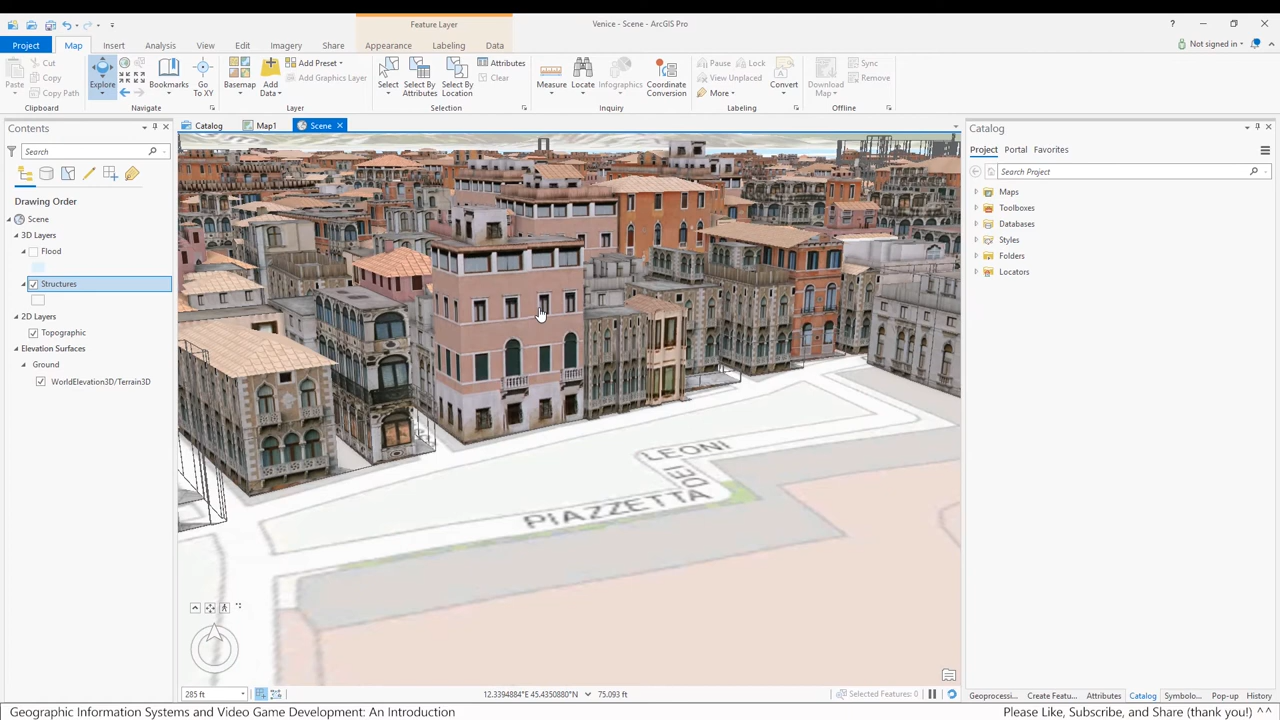 Feature Layer
Venice - Scene - ArcGIS Pro
Project Map Insert Analysis View Edit Imagery Share Appearance Labeling Data
Not signed in
Paste
Cut
Copy
Copy Path
Clipboard
Explore
Bookmarks
Go To XY
Navigate
Basemap
Add Data
Add Preset
Add Graphics Layer
Layer
Select
Select By Attributes
Select By Location
Attributes
Clear
Selection
Measure
Locate
Infographics
Coordinate Conversion
Inquiry
Pause
Lock
View Unplaced
More
Convert
Labeling
Download Map
Sync
Remove
Offline
Contents
Search
Drawing Order
Scene
3D Layers
Flood
Structures
2D Layers
Topographic
Elevation Surfaces
Ground
WorldElevation3D/Terrain3D
Catalog Map1 Scene
PIAZZETTA DEI LEONI
285 ft
12.3394884°E 45.4350880°N
75.093 ft
Selected Features: 0
Catalog
Project Portal Favorites
Search Project
Maps
Toolboxes
Databases
Styles
Folders
Locators
Geoprocessi... Create Featu... Attributes Catalog Symbolo... Pop-up History
Geographic Information Systems and Video Game Development: An Introduction
Please Like, Subscribe, and Share (thank you!) ^ ^